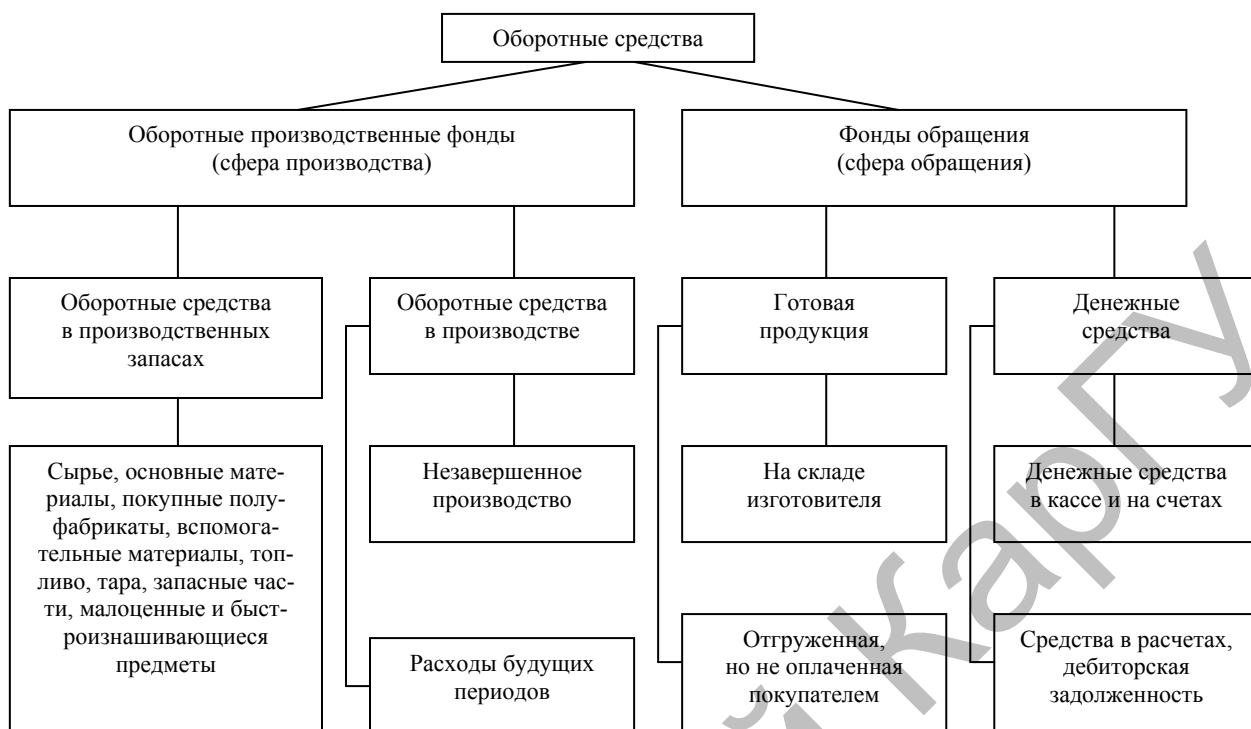 Оборотные средства
Оборотные производственные фонды
(сфера производства)
Фонды обращения
(сфера обращения)
Оборотные средства
в производственных
запасах
Оборотные средства
в производстве
Готовая
продукция
Денежные
средства
Сырье, основные мате-
риалы, покупные полу-
фабрикаты, вспомога-
тельные материалы, топ-
ливо, тара, запасные час-
ти, малоценные и быст-
роизнашивающиеся
предметы
Незавершенное
производство
На складе
изготовителя
Денежные средства
в кассе и на счетах
Расходы будущих
периодов
Отгруженная,
но не оплаченная
покупателем
Средства в расчетах,
дебиторская
задолженность
й КарГУ